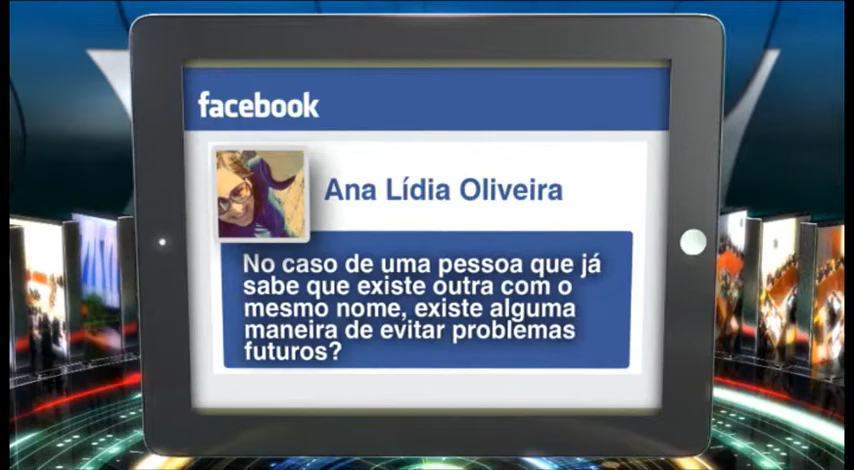 facebook
Ana Lídia Oliveira
No caso de uma pessoa que já
sabe que existe outra com o
mesmo nome, existe alguma
maneira de evitar problemas
futuros?